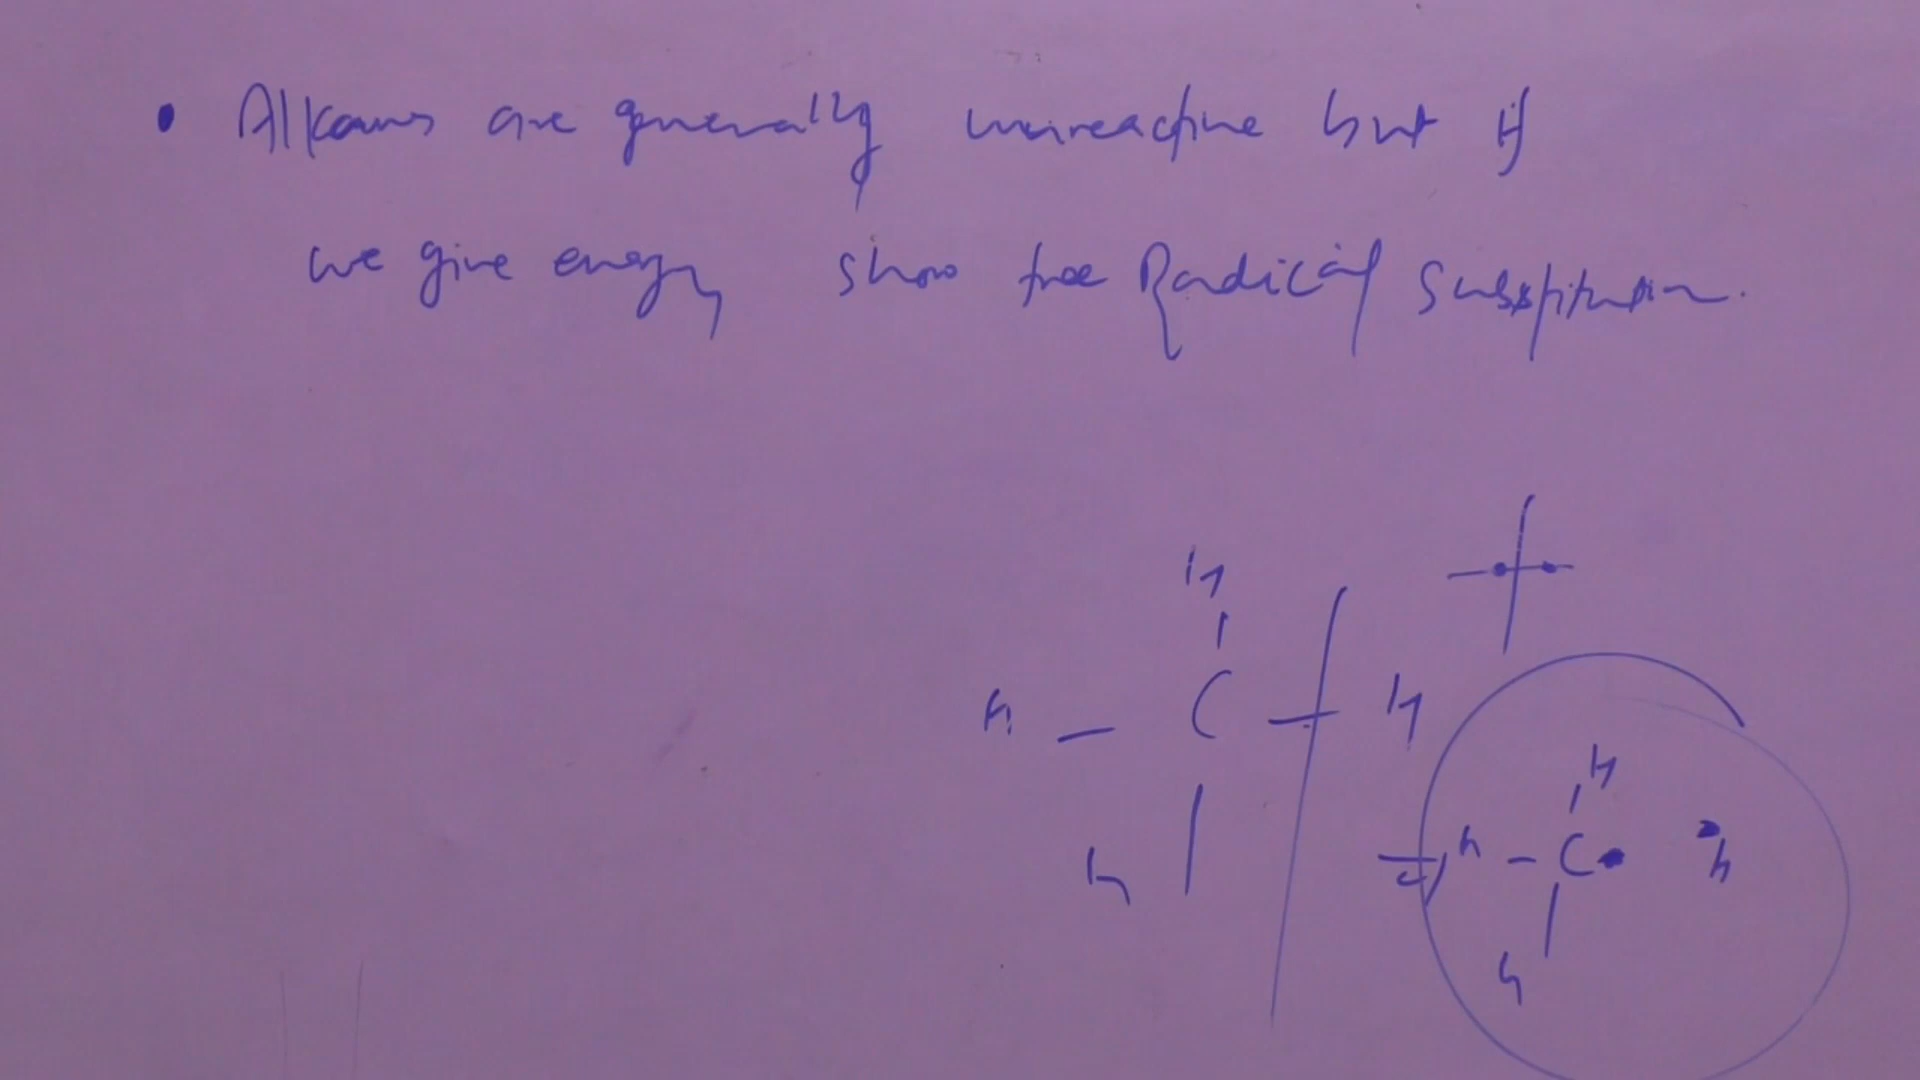 • Alkanes are generally unreactive but if
we give energy show free Radical Substitution.
H
H - C - H
H
H
H - C• •H
H